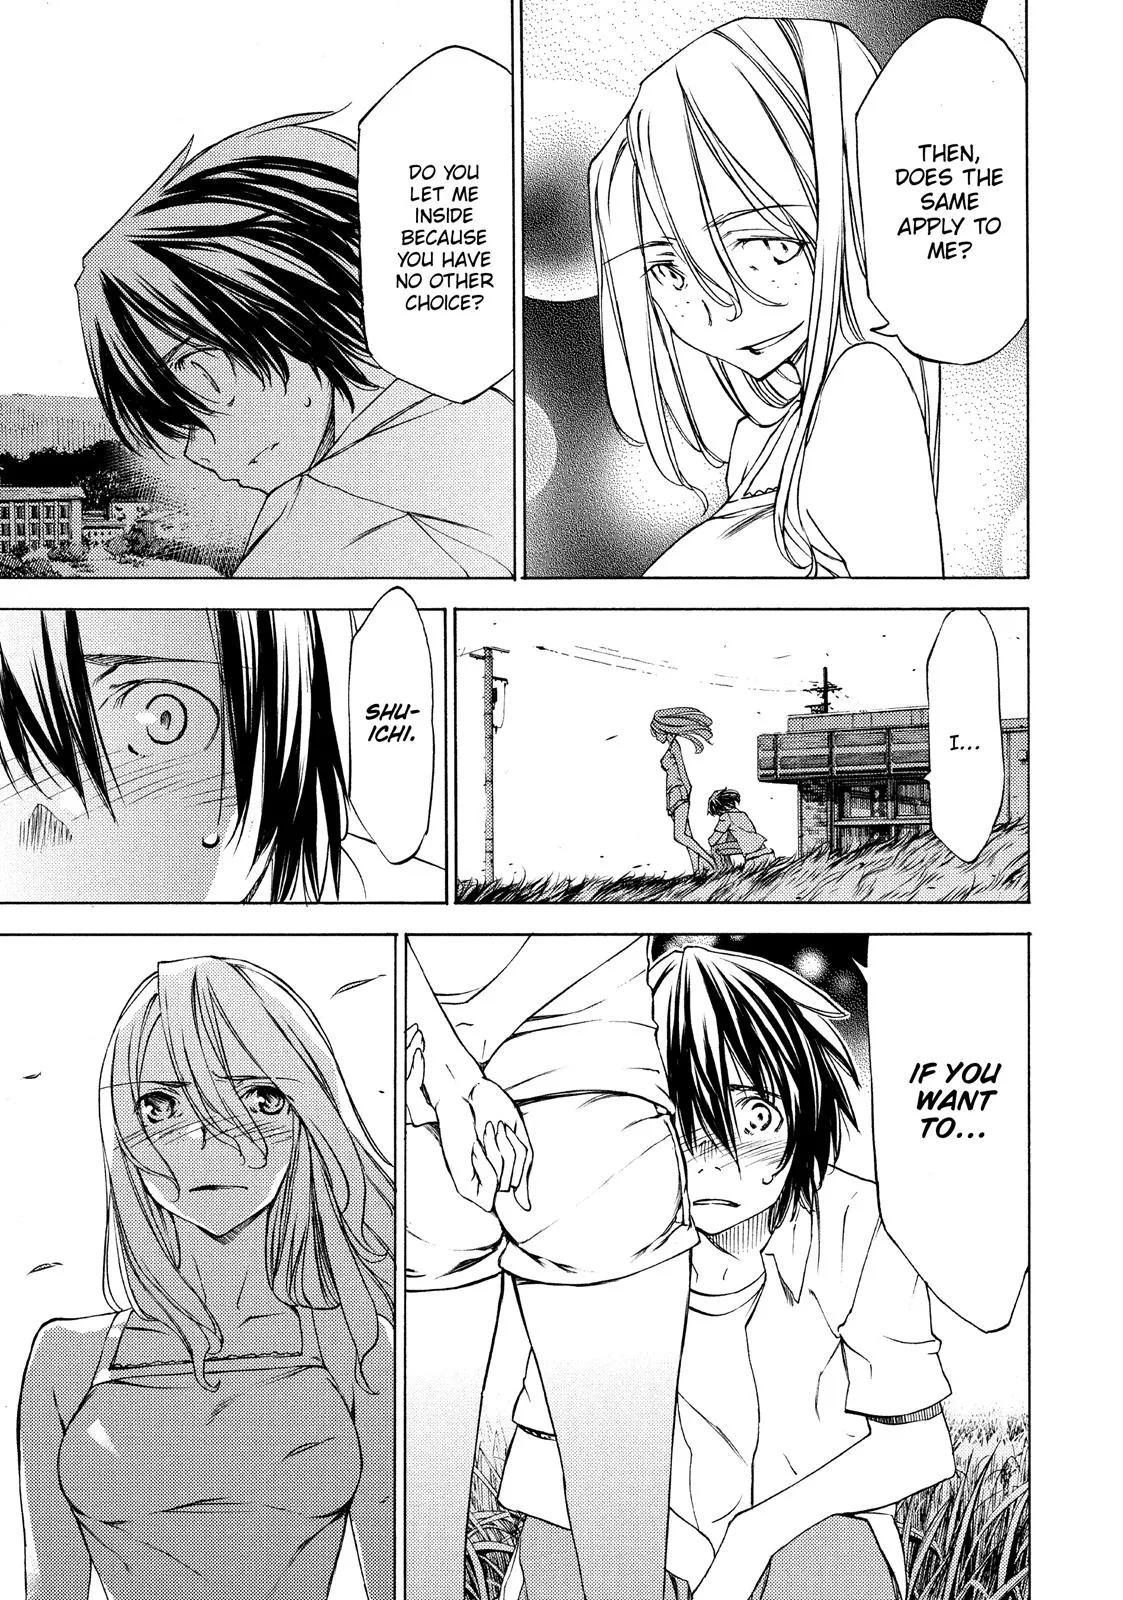 THEN,
DOES THE
SAME
APPLY TO
ME?
DO YOU
LET ME
INSIDE
BECAUSE
YOU HAVE
NO OTHER
CHOICE?
I...
SHU-
ICHI.
IF YOU
WANT
TO...